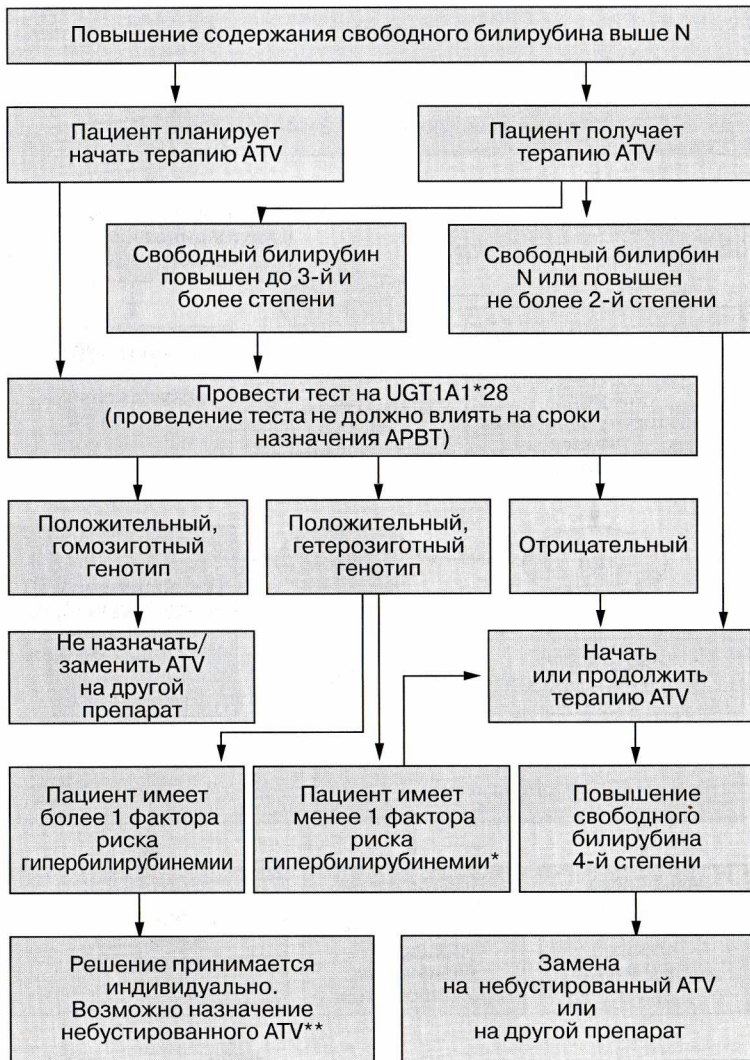 Повышение содержания свободного билирубина выше N
Пациент планирует
начать терапию ATV
Пациент получает
терапию ATV
Свободный билирубин
повышен до 3-й и
более степени
Свободный билирбин
N или повышен
не более 2-й степени
Провести тест на UGT1A1*28
(проведение теста не должно влиять на сроки
назначения АРВТ)
Положительный,
гомозиготный
генотип
Положительный,
гетерозиготный
генотип
Отрицательный
Не назначать/
заменить ATV
на другой
препарат
Начать
или продолжить
терапию ATV
Пациент имеет
более 1 фактора
риска
гипербилирубинемии
Пациент имеет
менее 1 фактора
риска
гипербилирубинемии*
Повышение
свободного
билирубина
4-й степени
Решение принимается
индивидуально.
Возможно назначение
небустированного ATV**
Замена
на небустированный ATV
или
на другой препарат